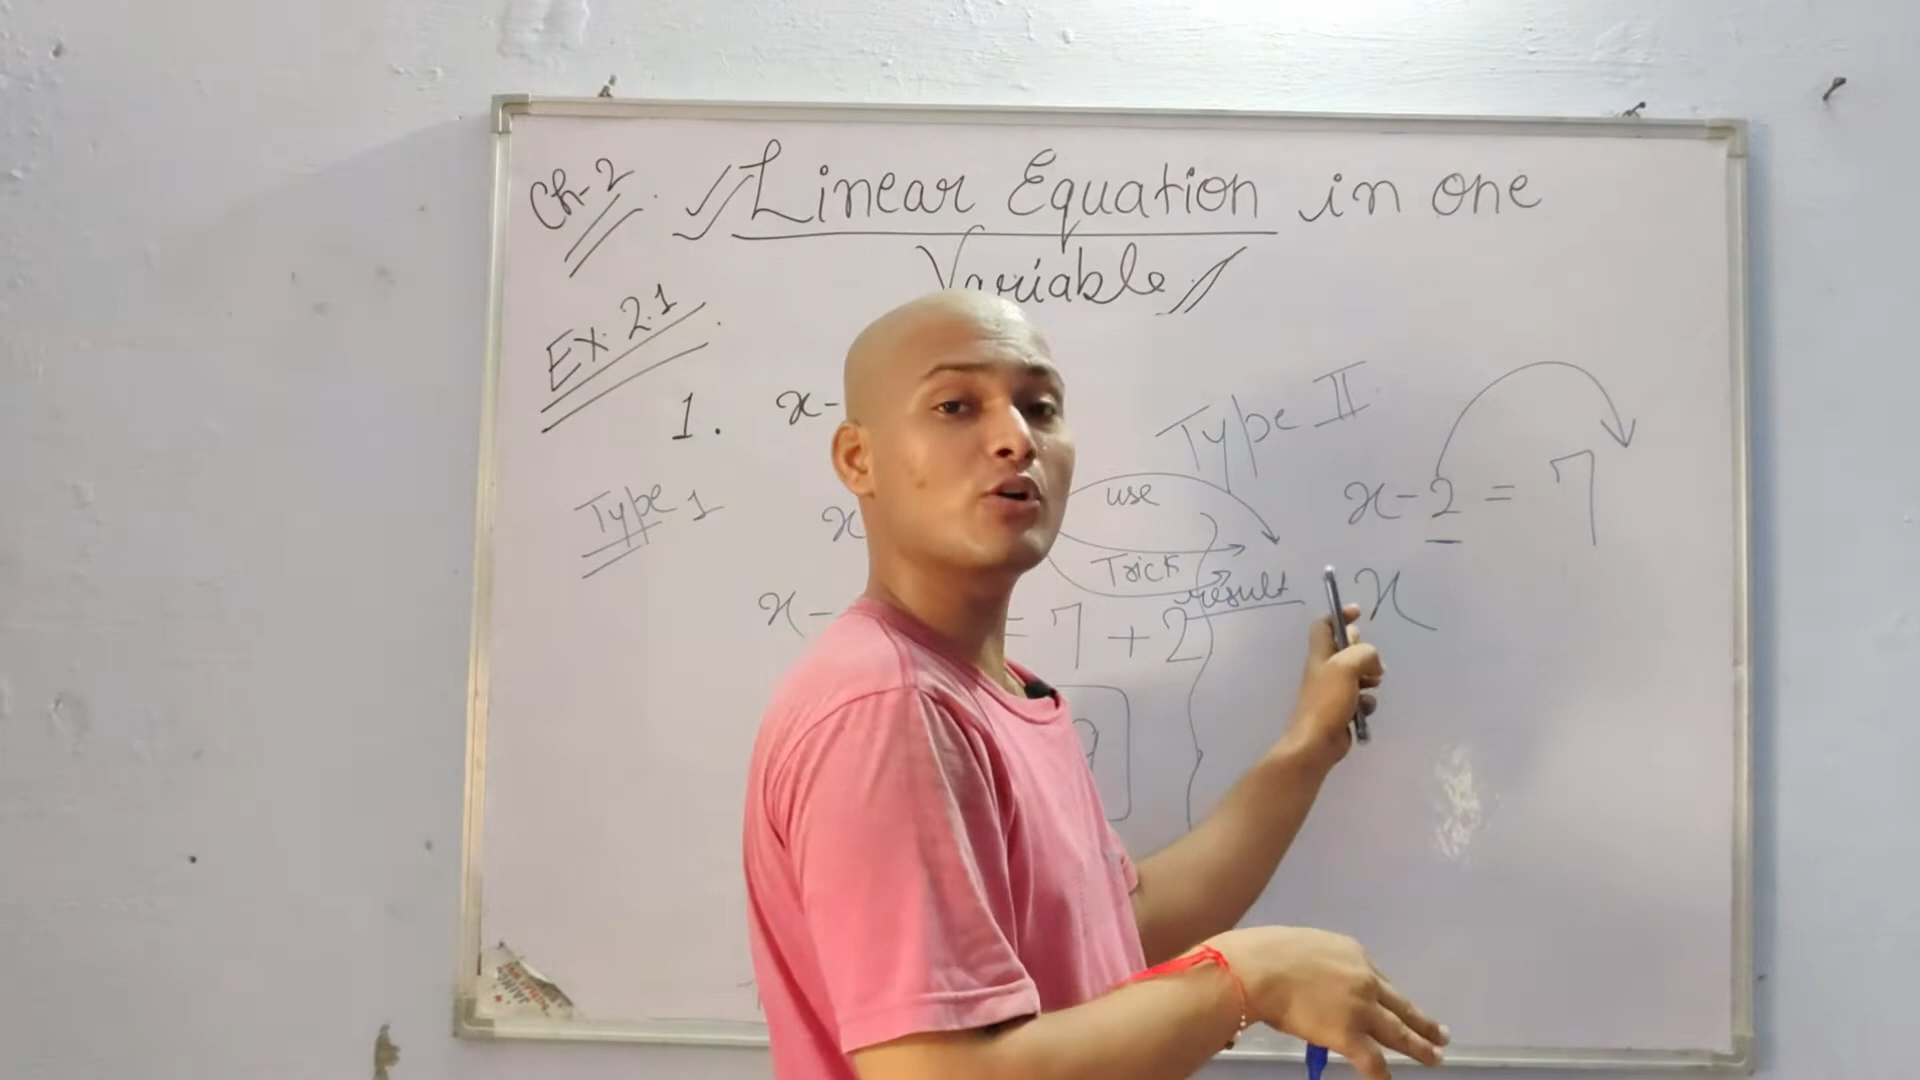 Ch-2 Linear Equation in one
Variable
Ex. 2.1
1. x-
Type 1
x
x- = 7 + 2
9
use
Trick
result
Type II
x - 2 = 7
x